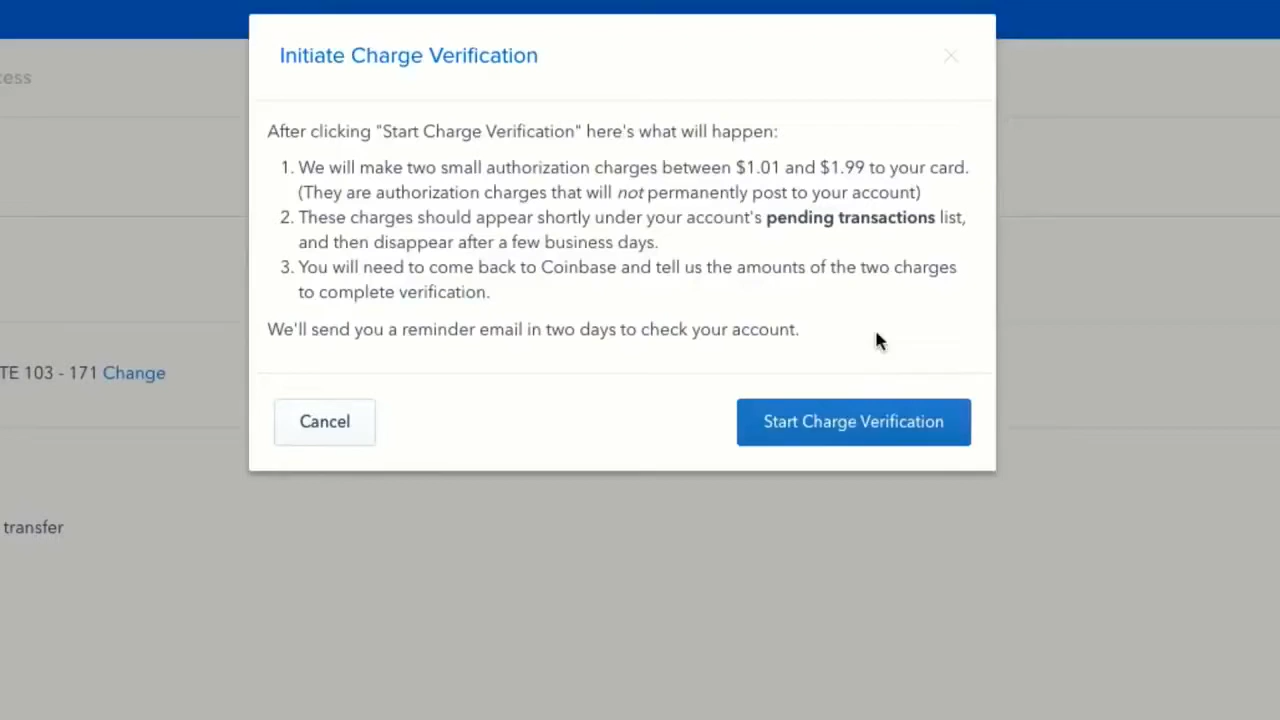 Initiate Charge Verification
cess
After clicking "Start Charge Verification" here's what will happen:
1. We will make two small authorization charges between $1.01 and $1.99 to your card.
(They are authorization charges that will not permanently post to your account)
2. These charges should appear shortly under your account's pending transactions list,
and then disappear after a few business days.
3. You will need to come back to Coinbase and tell us the amounts of the two charges
to complete verification.
We'll send you a reminder email in two days to check your account.
TE 103 - 171 Change
Cancel
Start Charge Verification
transfer